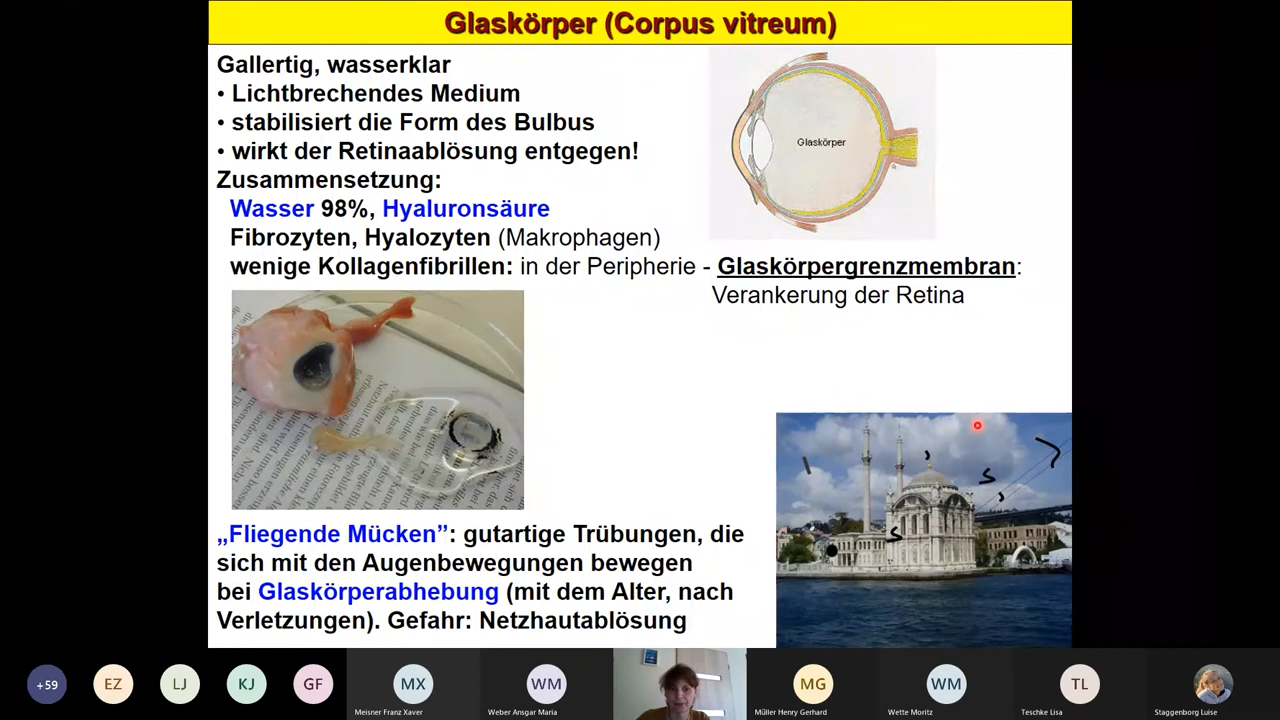 Glaskörper (Corpus vitreum)
Gallertig, wasserklar
• Lichtbrechendes Medium
• stabilisiert die Form des Bulbus
• wirkt der Retinaablösung entgegen!
Zusammensetzung:
Wasser 98%, Hyaluronsäure
Fibrozyten, Hyalozyten (Makrophagen)
wenige Kollagenfibrillen: in der Peripherie - Glaskörpergrenzmembran:
Verankerung der Retina
Glaskörper
„Fliegende Mücken”: gutartige Trübungen, die
sich mit den Augenbewegungen bewegen
bei Glaskörperabhebung (mit dem Alter, nach
Verletzungen). Gefahr: Netzhautablösung
+59
EZ
LJ
KJ
GF
MX
Meisner Franz Xaver
WM
Weber Ansgar Maria
MG
Müller Henry Gerhard
WM
Wette Moritz
TL
Teschke Lisa
Staggenborg Luise